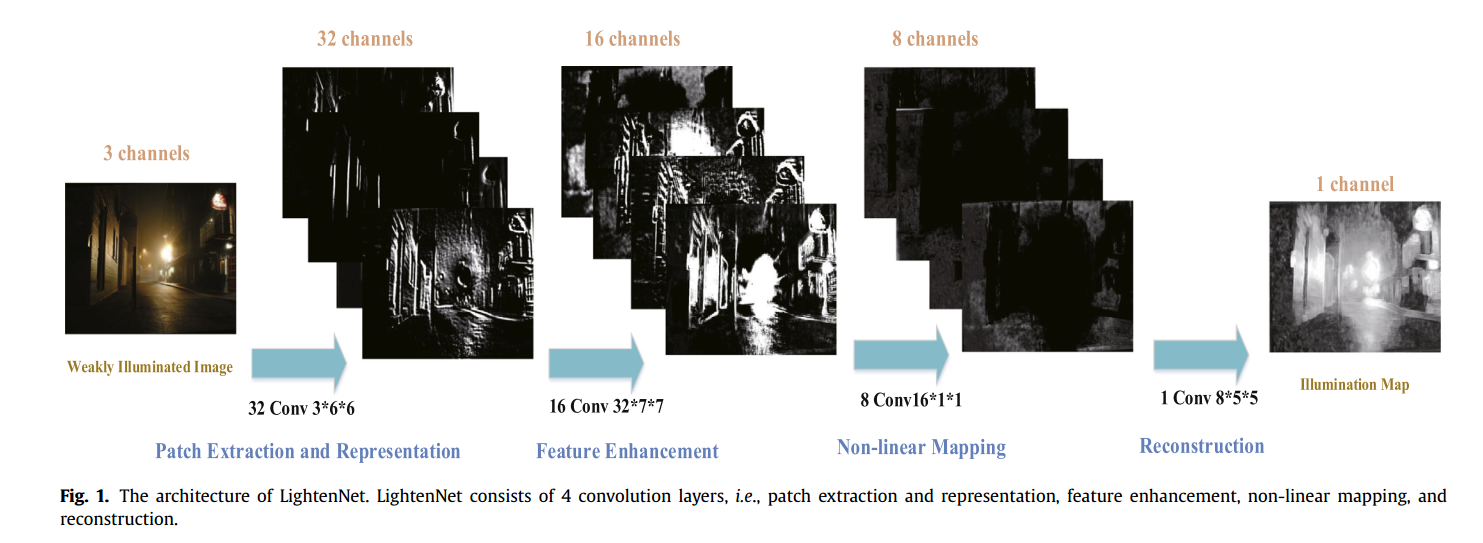 32 channels
16 channels
8 channels
3 channels
1 channel
Weakly Illuminated Image
Illumination Map
32 Conv 3*6*6
16 Conv 32*7*7
8 Conv16*1*1
1 Conv 8*5*5
Patch Extraction and Representation
Feature Enhancement
Non-linear Mapping
Reconstruction
Fig. 1. The architecture of LightenNet. LightenNet consists of 4 convolution layers, i.e., patch extraction and representation, feature enhancement, non-linear mapping, and
reconstruction.